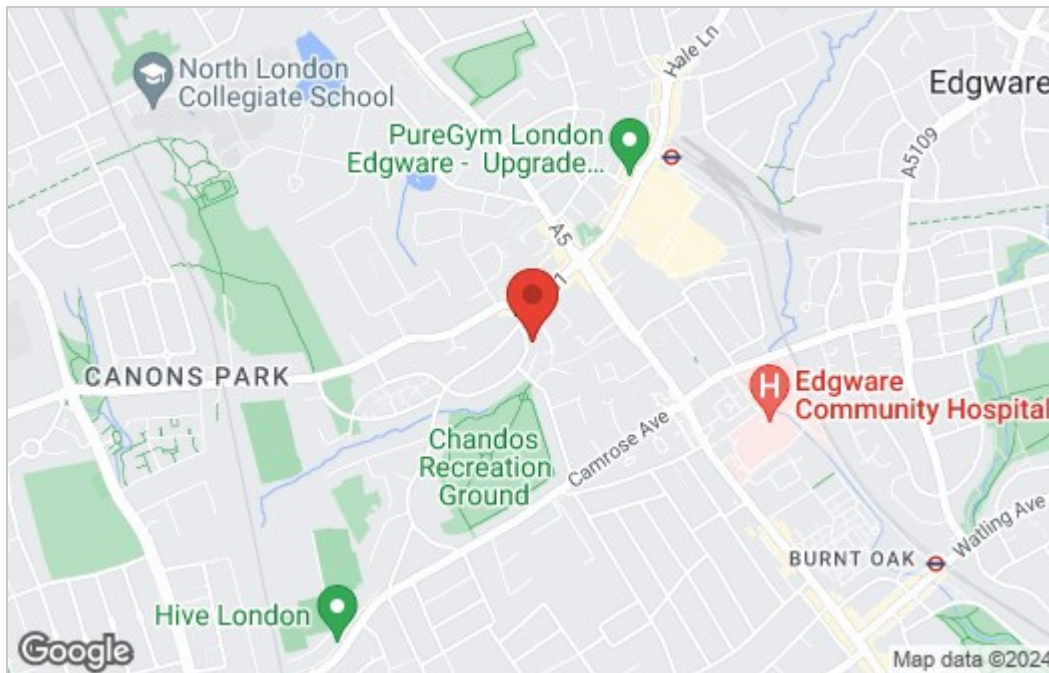 North London
Collegiate School
Hale Ln
Edgware
PureGym London
Edgware - Upgrade...
A5109
A5
CANONS PARK
Edgware
Community Hospital
Chandos
Recreation
Ground
Camrose Ave
Watling Ave
BURNT OAK
Hive London
Google
Map data ©2024